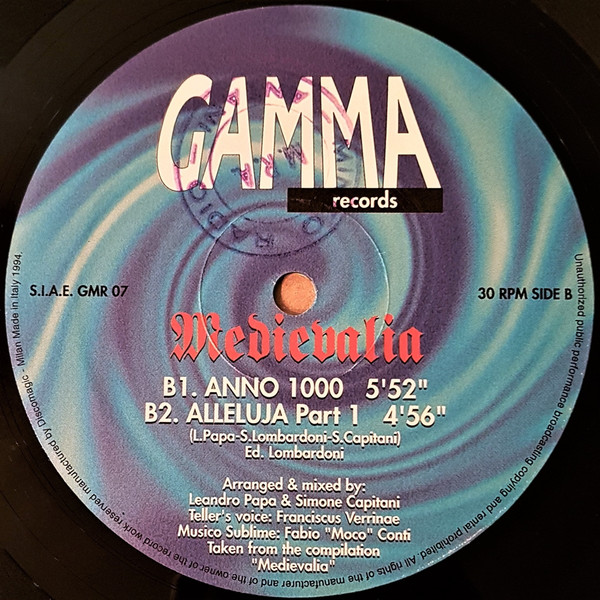 GAMMA
records
S.I.A.E. GMR 07
30 RPM SIDE B
Medievalia
B1. ANNO 1000 5'52"
B2. ALLELUJA Part 1 4'56"
(L.Papa-S.Lombardoni-S.Capitani)
Ed. Lombardoni
Arranged & mixed by:
Leandro Papa & Simone Capitani
Teller's voice: Franciscus Verrinae
Musico Sublime: Fabio "Moco" Conti
Taken from the compilation
"Medievalia"
Unauthorized public performance broadcasting copying and rental prohibited. All rights of the manufacturer and of the owner of the record work reserved manufactured by Discomagic - Milan Made in Italy 1994.